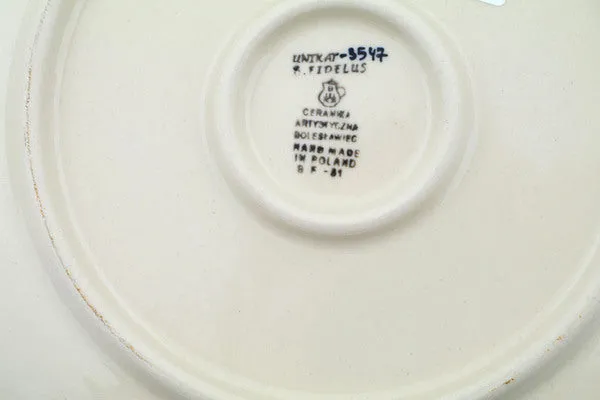 UNIKAT-3547
R. FIDELUS
CERAMIKA
ARTYSTYCZNA
BOLESŁAWIEC
HAND MADE
IN POLAND
B F - 81